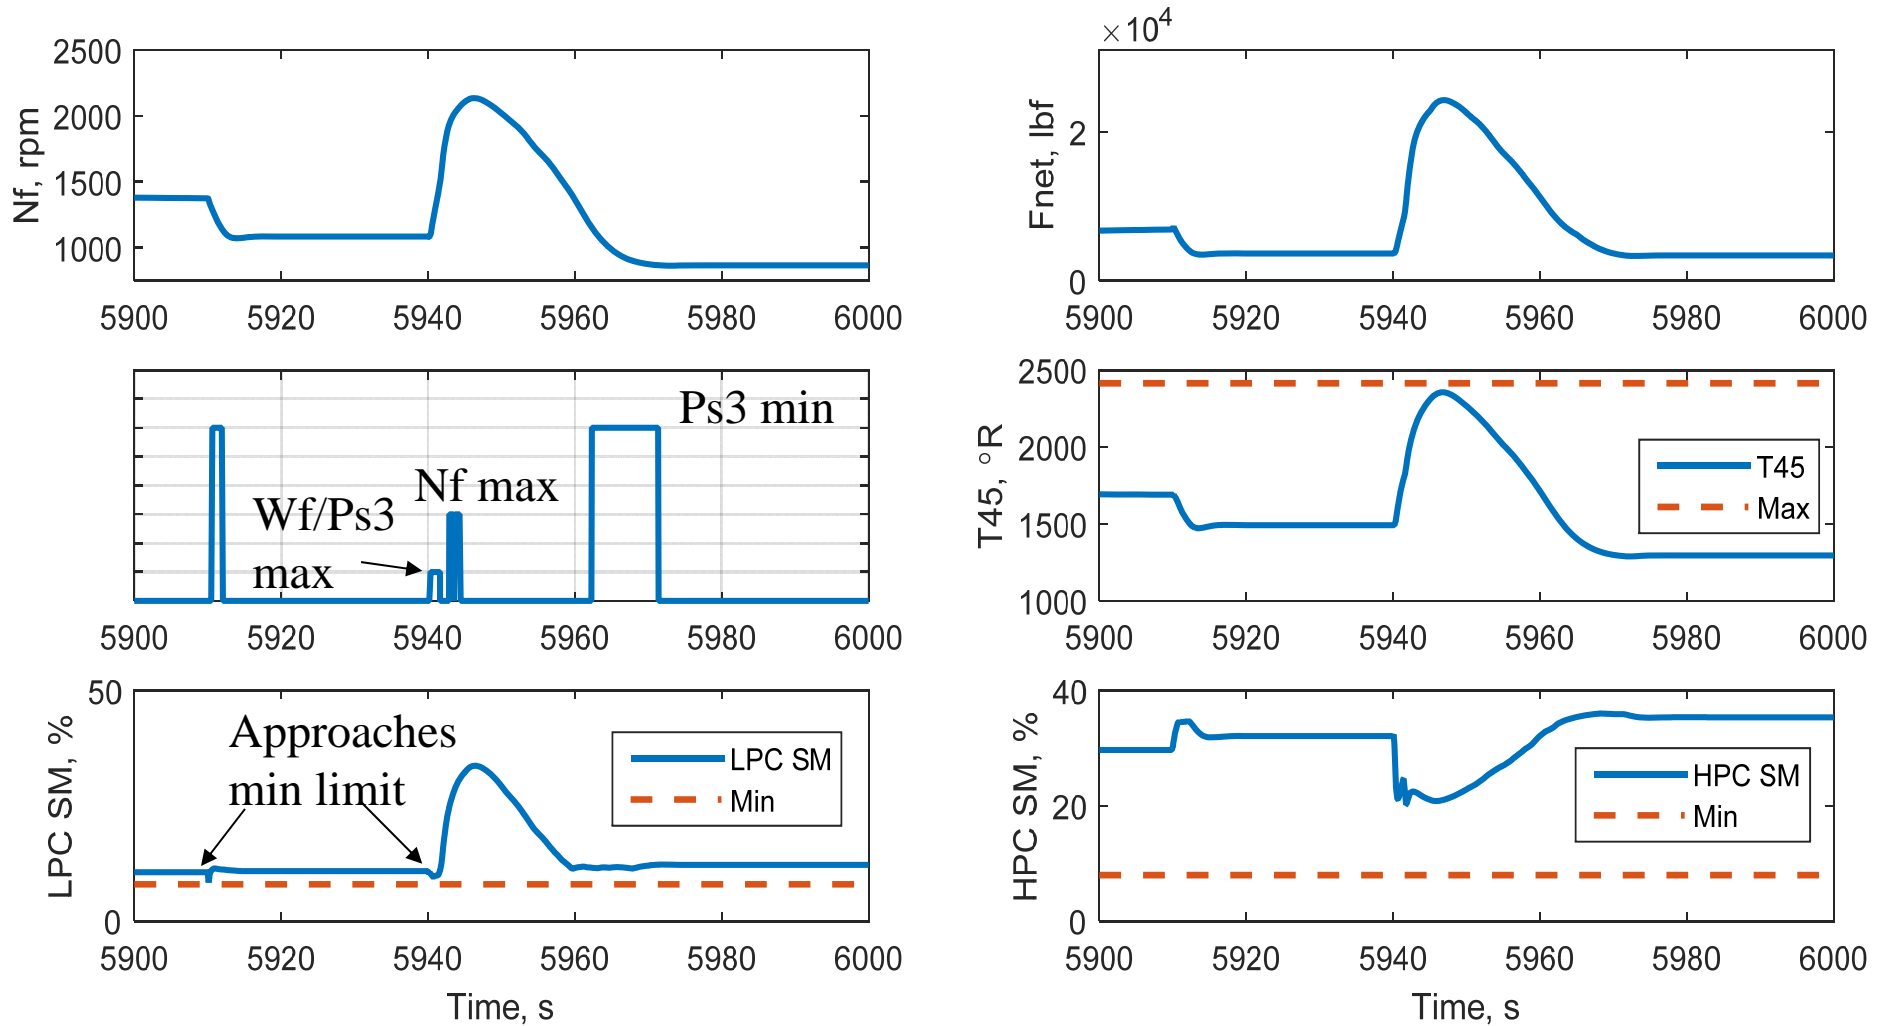 2500
2000
1500
1000
Nf, rpm
5900 5920 5940 5960 5980 6000
×10⁴
2
0
Fnet, lbf
5900 5920 5940 5960 5980 6000
Ps3 min
Nf max
Wf/Ps3
max
5900 5920 5940 5960 5980 6000
2500
2000
1500
1000
T45, °R
T45
Max
5900 5920 5940 5960 5980 6000
50
0
LPC SM, %
Approaches
min limit
LPC SM
Min
5900 5920 5940 5960 5980 6000
Time, s
40
20
0
HPC SM, %
HPC SM
Min
5900 5920 5940 5960 5980 6000
Time, s